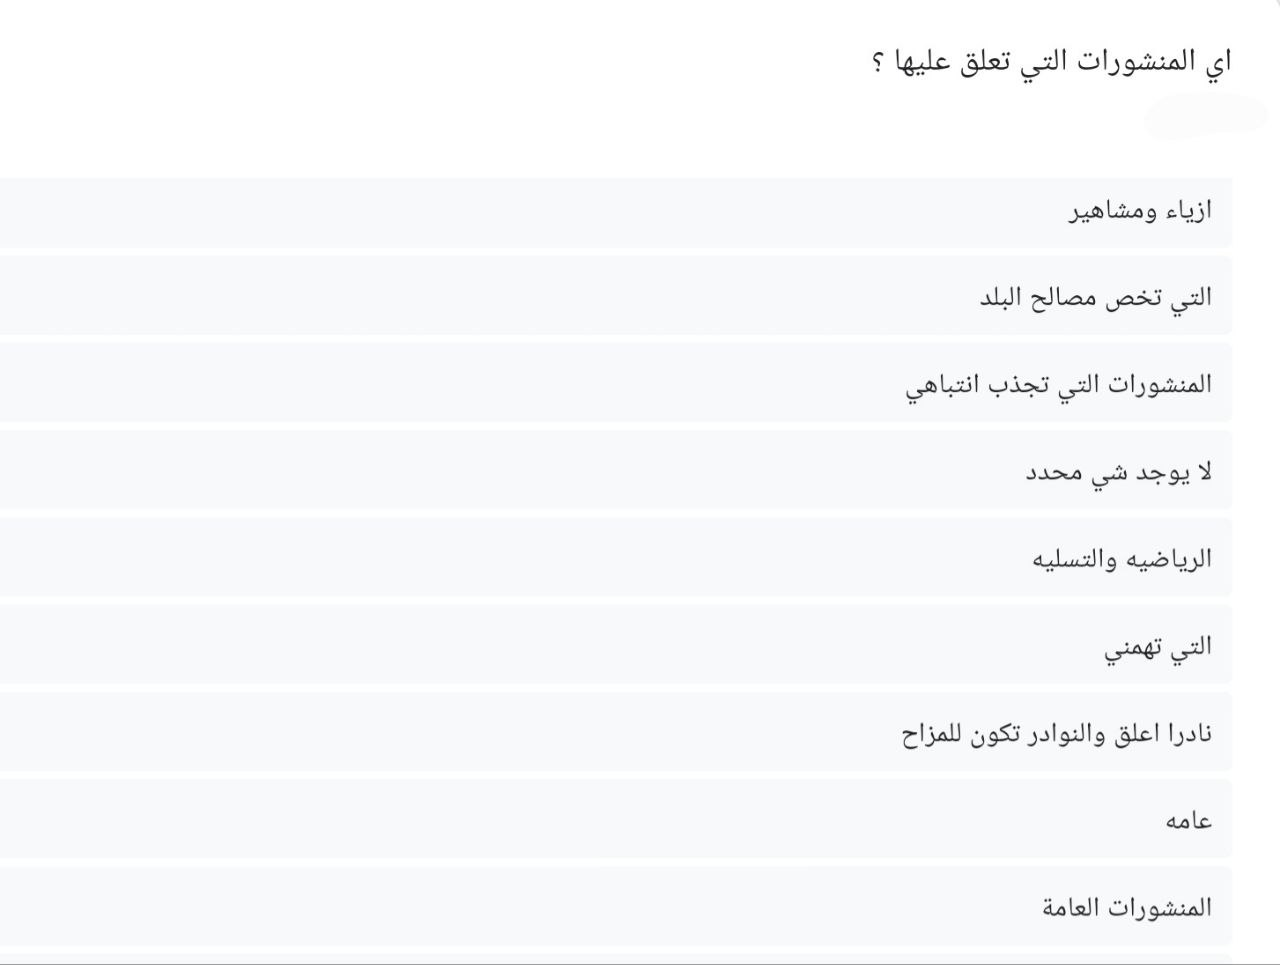 اي المنشورات التي تعلق عليها ؟
ازياء ومشاهير
التي تخص مصالح البلد
المنشورات التي تجذب انتباهي
لا يوجد شي محدد
الرياضيه والتسليه
التي تهمني
نادرا اعلق والنوادر تكون للمزاح
عامه
المنشورات العامة